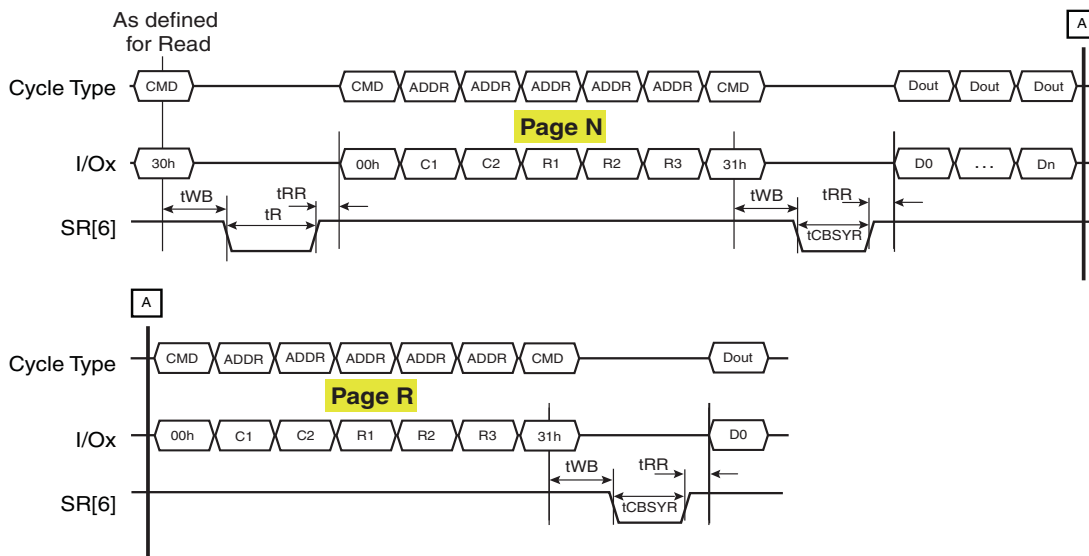 As defined
for Read
A
Cycle Type CMD CMD ADDR ADDR ADDR ADDR ADDR CMD Dout Dout Dout
Page N
I/Ox 30h 00h C1 C2 R1 R2 R3 31h D0 ... Dn
tWB tR tRR tWB tRR
SR[6] tCBSYR
A
Cycle Type CMD ADDR ADDR ADDR ADDR ADDR CMD Dout
Page R
I/Ox 00h C1 C2 R1 R2 R3 31h D0
tWB tRR
SR[6] tCBSYR